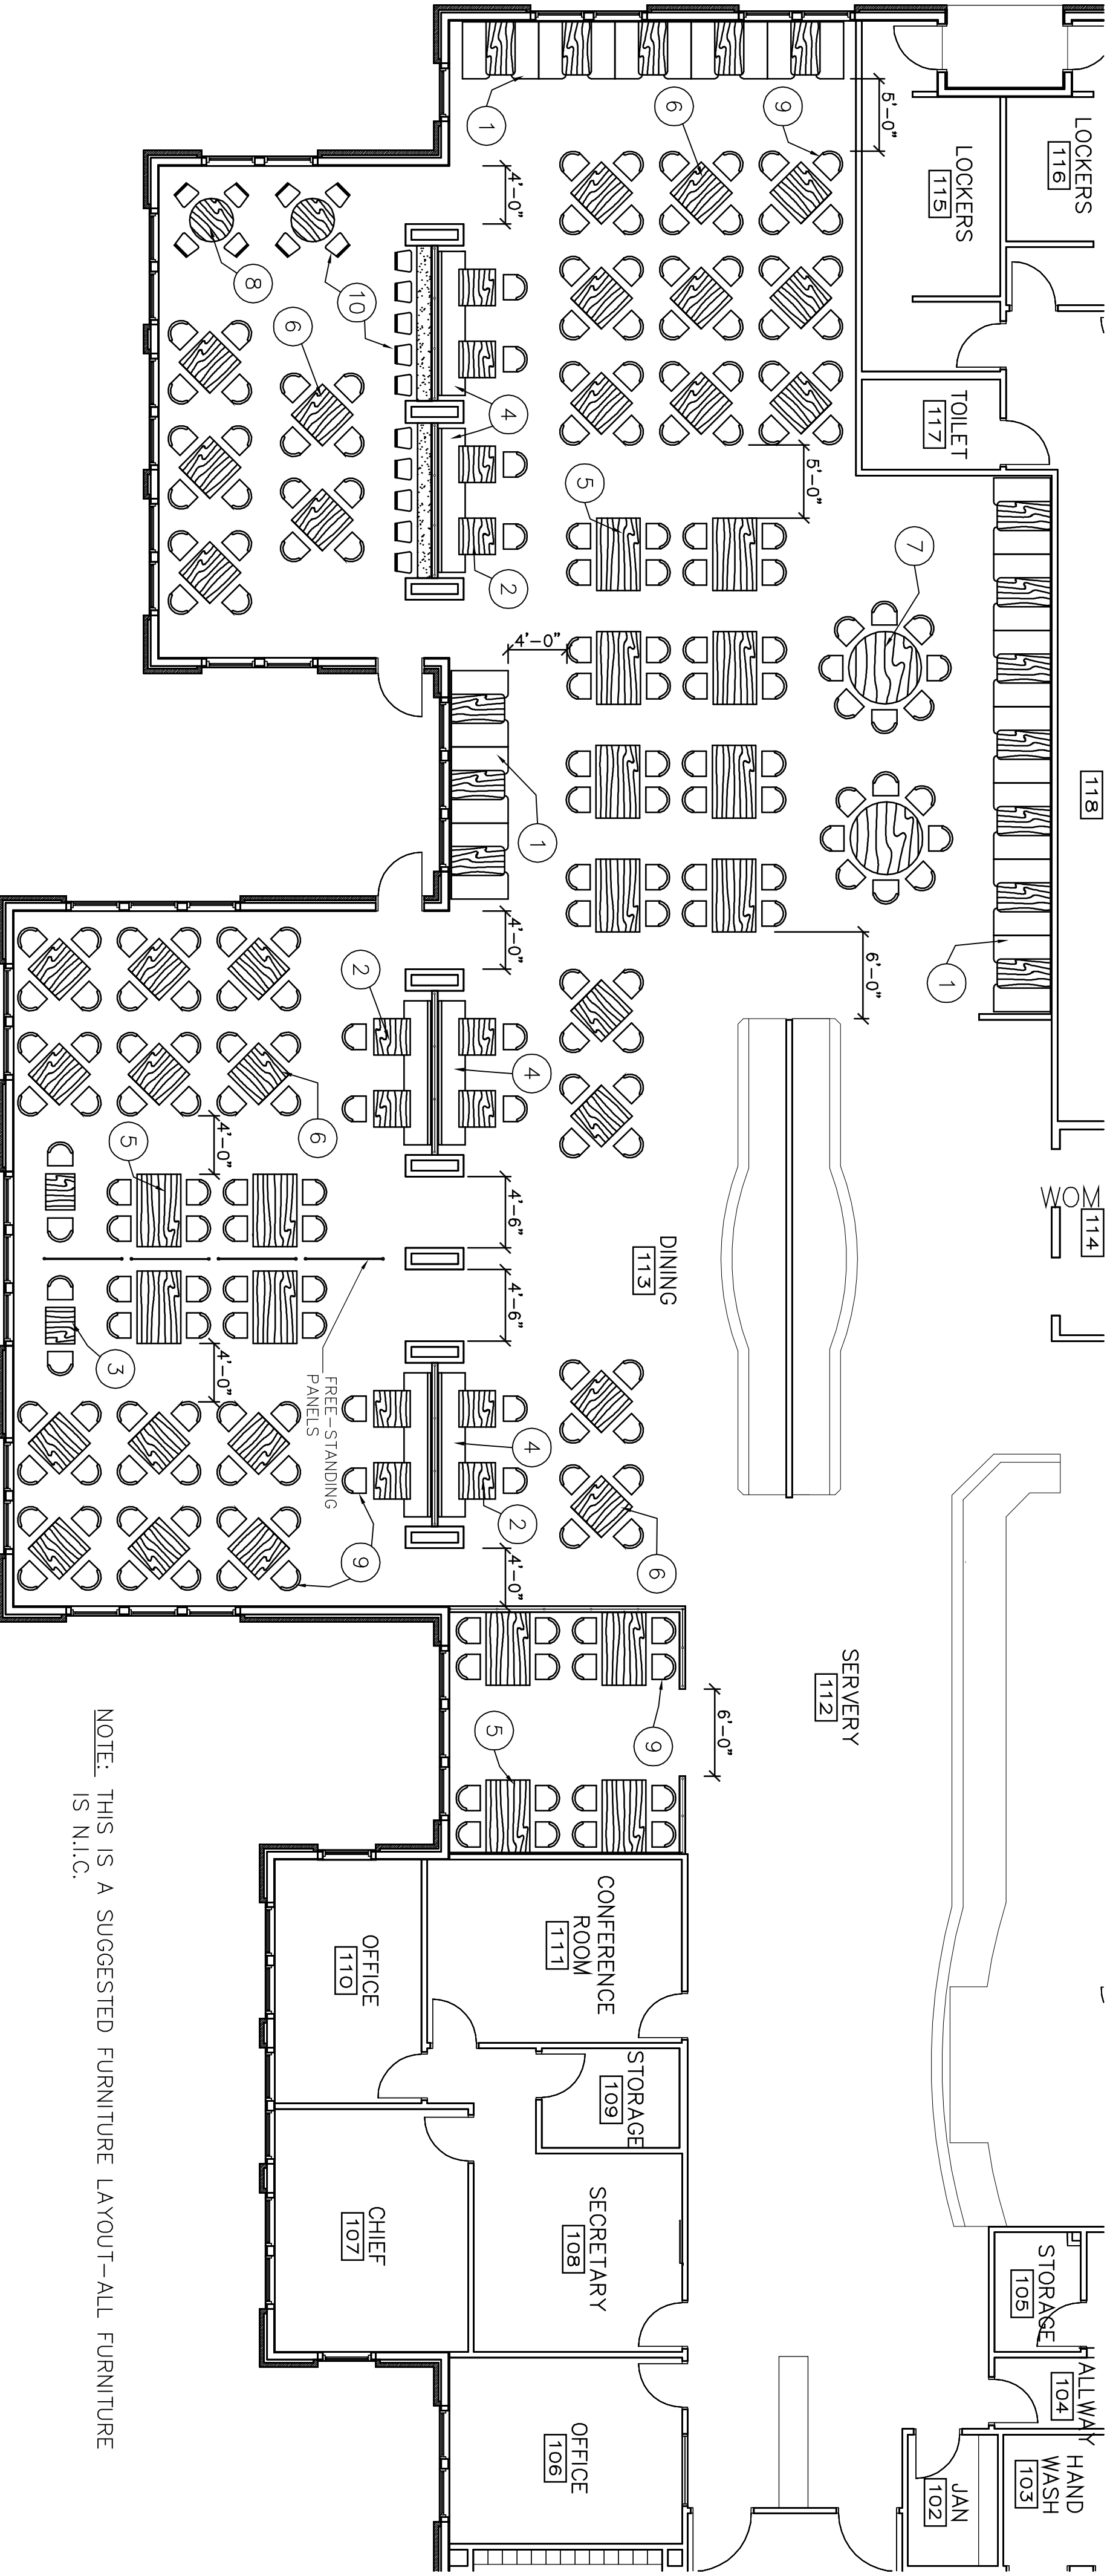 LOCKERS
116
118
WOM
114
HALLWAY
104
HAND
WASH
103
STORAGE
105
LOCKERS
115
TOILET
117
1
JAN
102
7
5'-0"
6'-0"
SERVERY
112
9
5'-0"
6'-0"
6
DINING
113
6
9
5
CONFERENCE
ROOM
111
STORAGE
109
SECRETARY
108
OFFICE
106
4'-0"
1
4'-0"
4'-0"
4'-6"
4'-6"
4'-0"
1
4
2
4
4
2
5
10
2
9
OFFICE
110
CHIEF
107
6
6
FREE-STANDING
PANELS
8
4'-0"
4'-0"
5
3
NOTE: THIS IS A SUGGESTED FURNITURE LAYOUT-ALL FURNITURE
IS N.I.C.